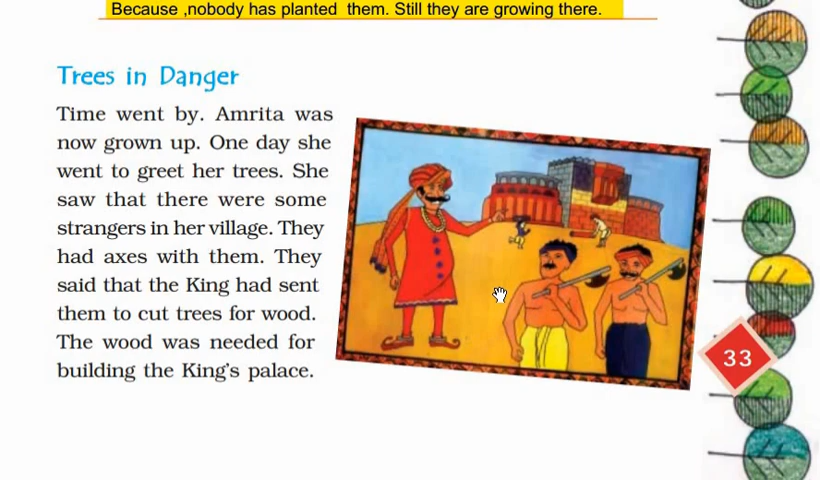 Because ,nobody has planted them. Still they are growing there.
Trees in Danger
Time went by. Amrita was
now grown up. One day she
went to greet her trees. She
saw that there were some
strangers in her village. They
had axes with them. They
said that the King had sent
them to cut trees for wood.
The wood was needed for
building the King's palace.
33